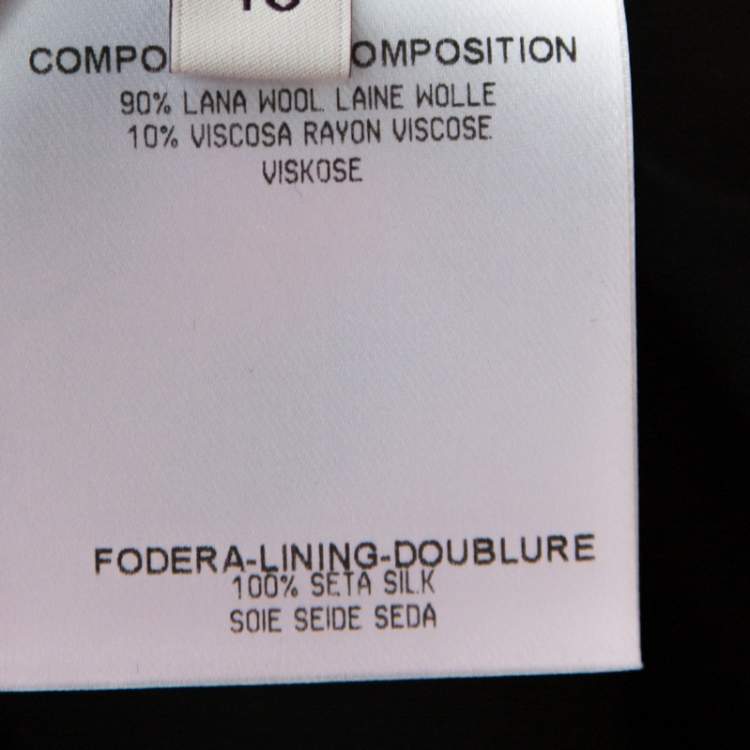 COMPO OMPOSITION
90% LANA WOOL LAINE WOLLE
10% VISCOSA RAYON VISCOSE
VISKOSE
FODERA-LINING-DOUBLURE
100% SETA SILK
SOIE SEIDE SEDA